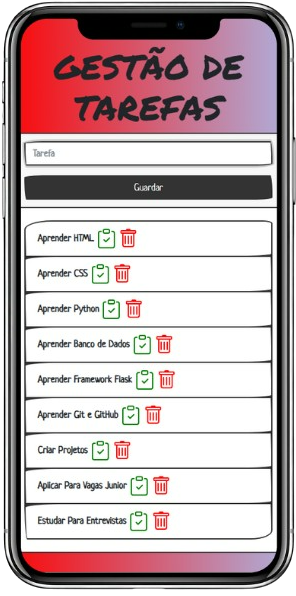 GESTÃO DE
TAREFAS
Tarefa
Guardar
Aprender HTML
Aprender CSS
Aprender Python
Aprender Banco de Dados
Aprender Framework Flask
Aprender Git e GitHub
Criar Projetos
Aplicar Para Vagas Junior
Estudar Para Entrevistas